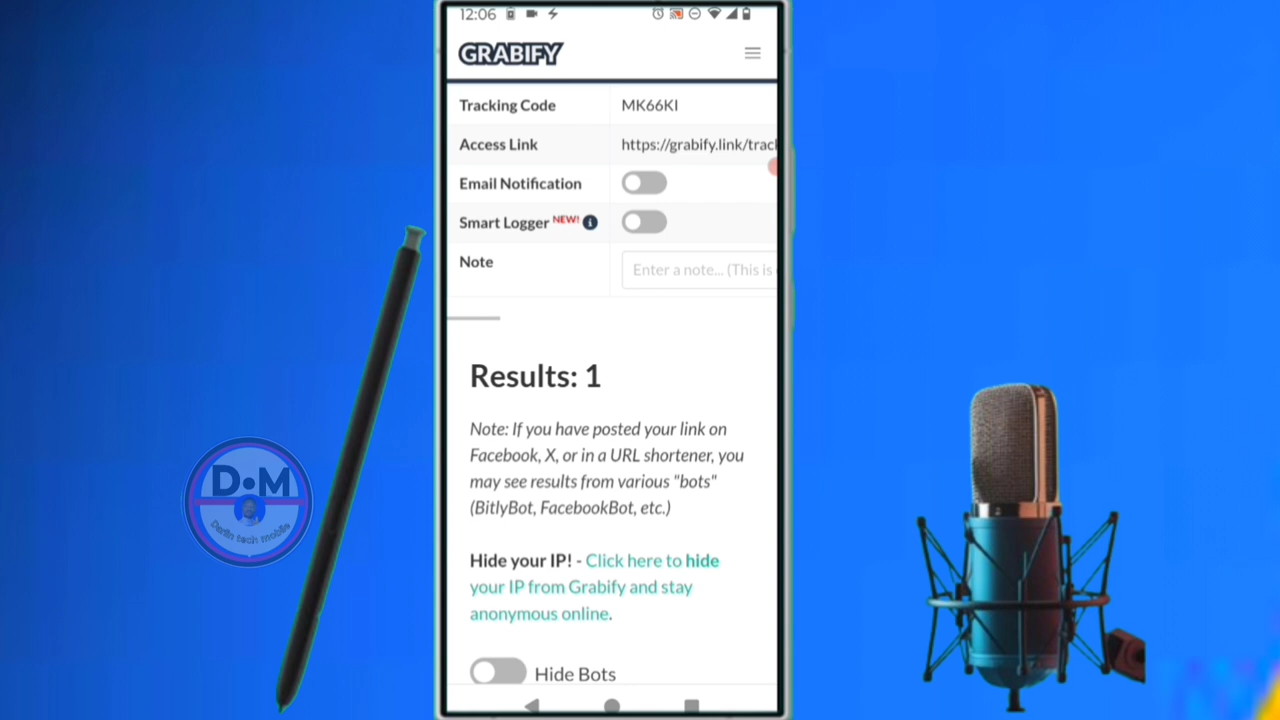 12:06
GRABIFY
Tracking Code MK66KI
Access Link https://grabify.link/track
Email Notification
Smart Logger NEW! i
Note Enter a note... (This is
Results: 1
Note: If you have posted your link on
Facebook, X, or in a URL shortener, you
may see results from various "bots"
(BitlyBot, FacebookBot, etc.)
Hide your IP! - Click here to hide
your IP from Grabify and stay
anonymous online.
Hide Bots
D•M
Darlin tech mobile